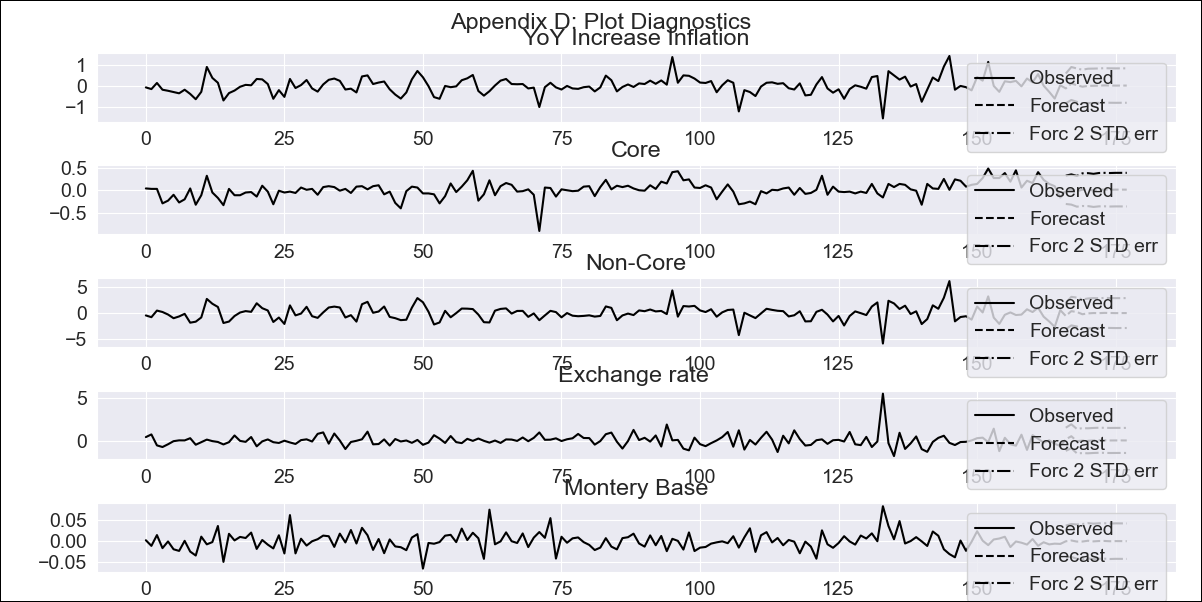 Appendix D: Plot Diagnostics
YoY Increase Inflation
1
0
−1
Observed
Forecast
Forc 2 STD err
0 25 50 75 100 125 150 175
Core
0.5
0.0
−0.5
Observed
Forecast
Forc 2 STD err
0 25 50 75 100 125 150 175
Non-Core
5
0
−5
Observed
Forecast
Forc 2 STD err
0 25 50 75 100 125 150 175
Exchange rate
5
0
Observed
Forecast
Forc 2 STD err
0 25 50 75 100 125 150 175
Montery Base
0.05
0.00
−0.05
Observed
Forecast
Forc 2 STD err
0 25 50 75 100 125 150 175